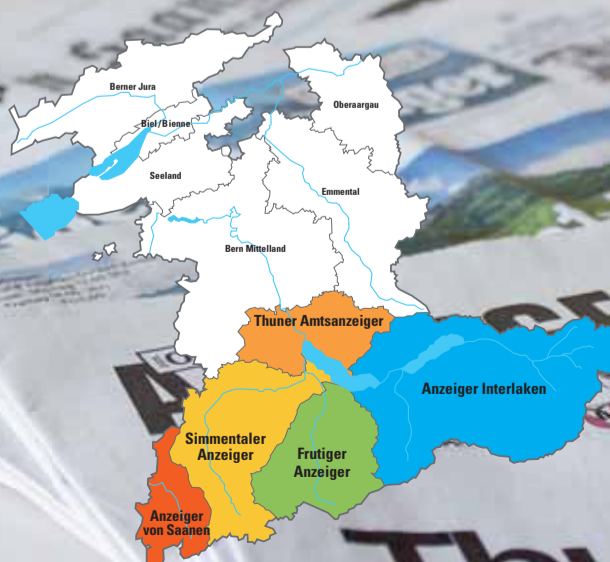 Berner Jura
Oberaargau
Biel/Bienne
Seeland
Emmental
Bern Mittelland
Thuner Amtsanzeiger
Anzeiger Interlaken
Simmentaler
Anzeiger
Frutiger
Anzeiger
Anzeiger
von Saanen